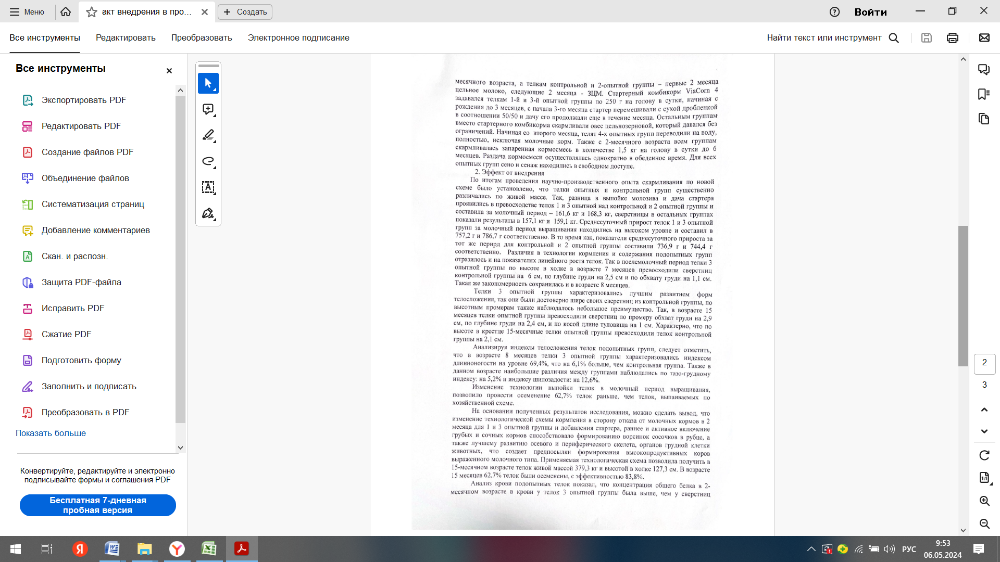 Меню
акт внедрения в про...
Создать
Войти
Все инструменты
Редактировать
Преобразовать
Электронное подписание
Найти текст или инструмент
Все инструменты
Экспортировать PDF
Редактировать PDF
Создание файлов PDF
Объединение файлов
Систематизация страниц
Добавление комментариев
Скан. и распозн.
Защита PDF-файла
Исправить PDF
Сжатие PDF
Подготовить форму
Заполнить и подписать
Преобразовать в PDF
Показать больше
Конвертируйте, редактируйте и электронно
подписывайте формы и соглашения PDF
Бесплатная 7-дневная
пробная версия
месячного возраста, а телкам контрольной и 2-опытной группы – первые 2 месяца
цельное молоко, следующие 2 месяца - ЗЦМ. Стартерный комбикорм ViaCorn 4
задавался телкам 1-й и 3-й опытной группы по 250 г на голову в сутки, начиная с
рождения до 3 месяцев, с начала 3-го месяца стартер перемешивали с сухой дробленкой
в соотношении 50/50 и дачу его продолжали еще в течение месяца. Остальным группам
вместо стартерного комбикорма скармливали овес цельнозерновой, который давался без
ограничений. Начиная со второго месяца, телят 4-х опытных групп переводили на воду,
полностью, исключая молочные корм. Также с 2-месячного возраста всем группам
скармливалась запаренная кормосмесь в количестве 1,5 кг на голову в сутки до 6
месяцев. Раздача кормосмеси осуществлялась однократно в обеденное время. Для всех
опытных групп сено и сенаж находились в свободном доступе.
2. Эффект от внедрения
По итогам проведения научно-производственного опыта скармливания по новой
схеме было установлено, что телки опытных и контрольной групп существенно
различались по живой массе. Так, разница в выпойке молозива и дача стартера
проявились в превосходстве телок 1 и 3 опытной над контрольной и 2 опытной группы и
составила за молочный период – 161,6 кг и 168,3 кг, сверстницы в остальных группах
показали результаты в 157,1 кг и 159,1 кг. Среднесуточный прирост телок 1 и 3 опытной
групп за молочный период выращивания находились на высоком уровне и составил в
757,2 г и 786,7 г соответственно. В то время как, показатели среднесуточного прироста за
тот же перирд для контрольной и 2 опытной группы составили 736,9 г и 744,4 г
соответственно. Различия в технологии кормления и содержания подопытных групп
отразилось и на показателях линейного роста телок. Так в послемолочный период телки 3
опытной группы по высоте в холке в возрасте 7 месяцев превосходили сверстниц
контрольной группы на 6 см, по глубине груди на 2,5 см и по обхвату груди на 1,1 см.
Такая же закономерность сохранилась и в возрасте 8 месяцев.
Телки 3 опытной группы характеризовались лучшим развитием форм
телосложения, так они были достоверно шире своих сверстниц из контрольной группы, по
высотным промерам также наблюдалось небольшое преимущество. Так, в возрасте 15
месяцев телки опытной группы превосходили сверстниц по промеру обхват груди на 2,9
см, по глубине груди на 2,4 см, и по косой длине туловища на 1 см. Характерно, что по
высоте в крестце 15-месячные телки опытной группы превосходили телок контрольной
группы на 2,1 см.
Анализируя индексы телосложения телок подопытных групп, следует отметить,
что в возрасте 8 месяцев телки 3 опытной группы характеризовались индексом
длинноногости на уровне 69,4%, что на 6,1% больше, чем контрольная группа. Также в
данном возрасте наибольшие различия между группами наблюдались по тазо-грудному
индексу: на 5,2% и индексу шилозадости: на 12,6%.
Изменение технологии выпойки телок в молочный период выращивания,
позволило провести осеменение 62,7% телок раньше, чем телок, выпаиваемых по
хозяйственной схеме.
На основании полученных результатов исследования, можно сделать вывод, что
изменение технологической схемы кормления в сторону отказа от молочных кормов в 2
месяца для 1 и 3 опытной группы и добавления стартера, раннее и активное включение
грубых и сочных кормов способствовало формированию ворсинок сосочков в рубце, а
также лучшему развитию осевого и периферического скелета, органов грудной клетки
животных, что создает предпосылки формирования высокопродуктивных коров
выраженного молочного типа. Применяемая технологическая схема позволила получить в
15-месячном возрасте телок живой массой 379,3 кг и высотой в холке 127,3 см. В возрасте
15 месяцев 62,7% телок были осеменены, с эффективностью 83,8%.
Анализ крови подопытных телок показал, что концентрация общего белка в 2-
месячном возрасте в крови у телок 3 опытной группы была выше, чем у сверстниц
2
3
1:1
РУС
9:53
06.05.2024